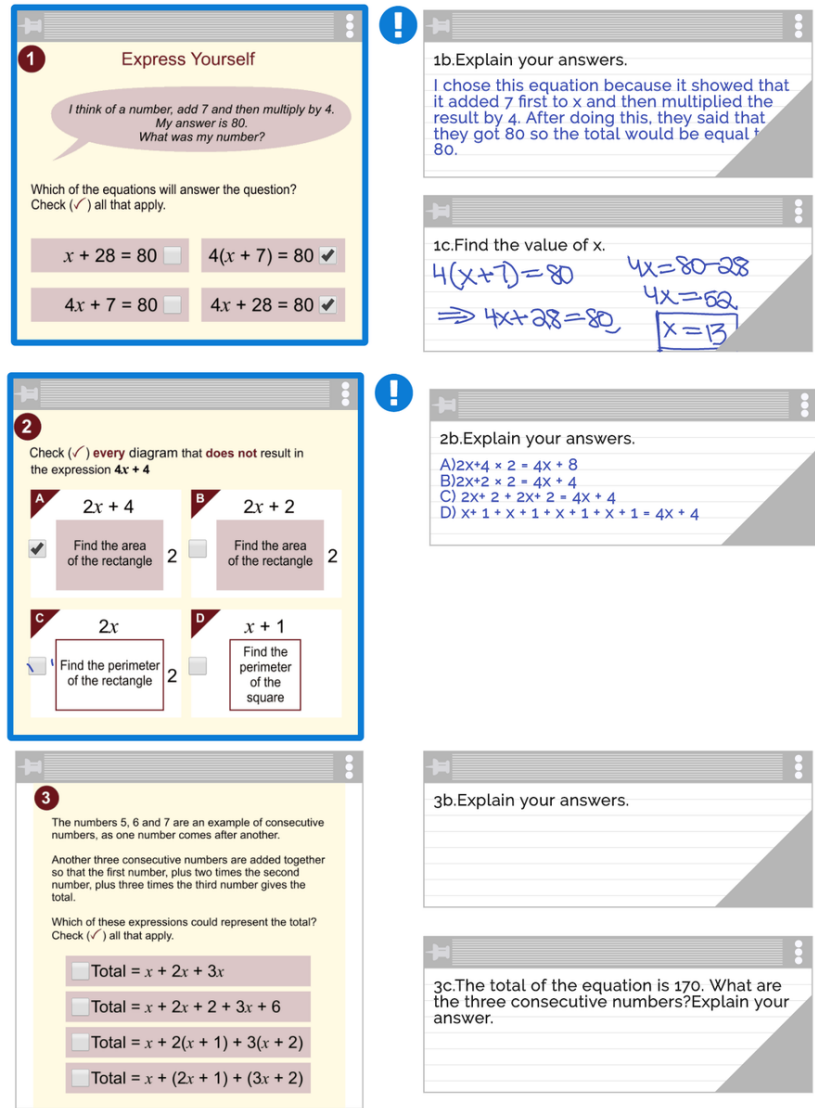 1
Express Yourself
I think of a number, add 7 and then multiply by 4.
My answer is 80.
What was my number?
Which of the equations will answer the question?
Check (✓) all that apply.
x + 28 = 80
4(x + 7) = 80 ✔
4x + 7 = 80
4x + 28 = 80 ✔
!
1b.Explain your answers.
I chose this equation because it showed that
it added 7 first to x and then multiplied the
result by 4. After doing this, they said that
they got 80 so the total would be equal
80.
1c.Find the value of x.
4(x+7)=80
⇒ 4x+28=80
4x=80-28
4x=52
x=13
2
Check (✓) every diagram that does not result in
the expression 4x + 4
A
2x + 4
✔
Find the area
of the rectangle
2
B
2x + 2
Find the area
of the rectangle
2
C
2x
Find the perimeter
of the rectangle
2
D
x + 1
Find the
perimeter
of the
square
!
2b.Explain your answers.
A)2x+4 × 2 = 4x + 8
B)2x+2 × 2 = 4x + 4
C) 2x+ 2 + 2x+ 2 = 4x + 4
D) x+ 1 + x + 1 + x + 1 + x + 1 = 4x + 4
3
The numbers 5, 6 and 7 are an example of consecutive
numbers, as one number comes after another.
Another three consecutive numbers are added together
so that the first number, plus two times the second
number, plus three times the third number gives the
total.
Which of these expressions could represent the total?
Check (✓) all that apply.
Total = x + 2x + 3x
Total = x + 2x + 2 + 3x + 6
Total = x + 2(x + 1) + 3(x + 2)
Total = x + (2x + 1) + (3x + 2)
3b.Explain your answers.
3c.The total of the equation is 170. What are
the three consecutive numbers?Explain your
answer.